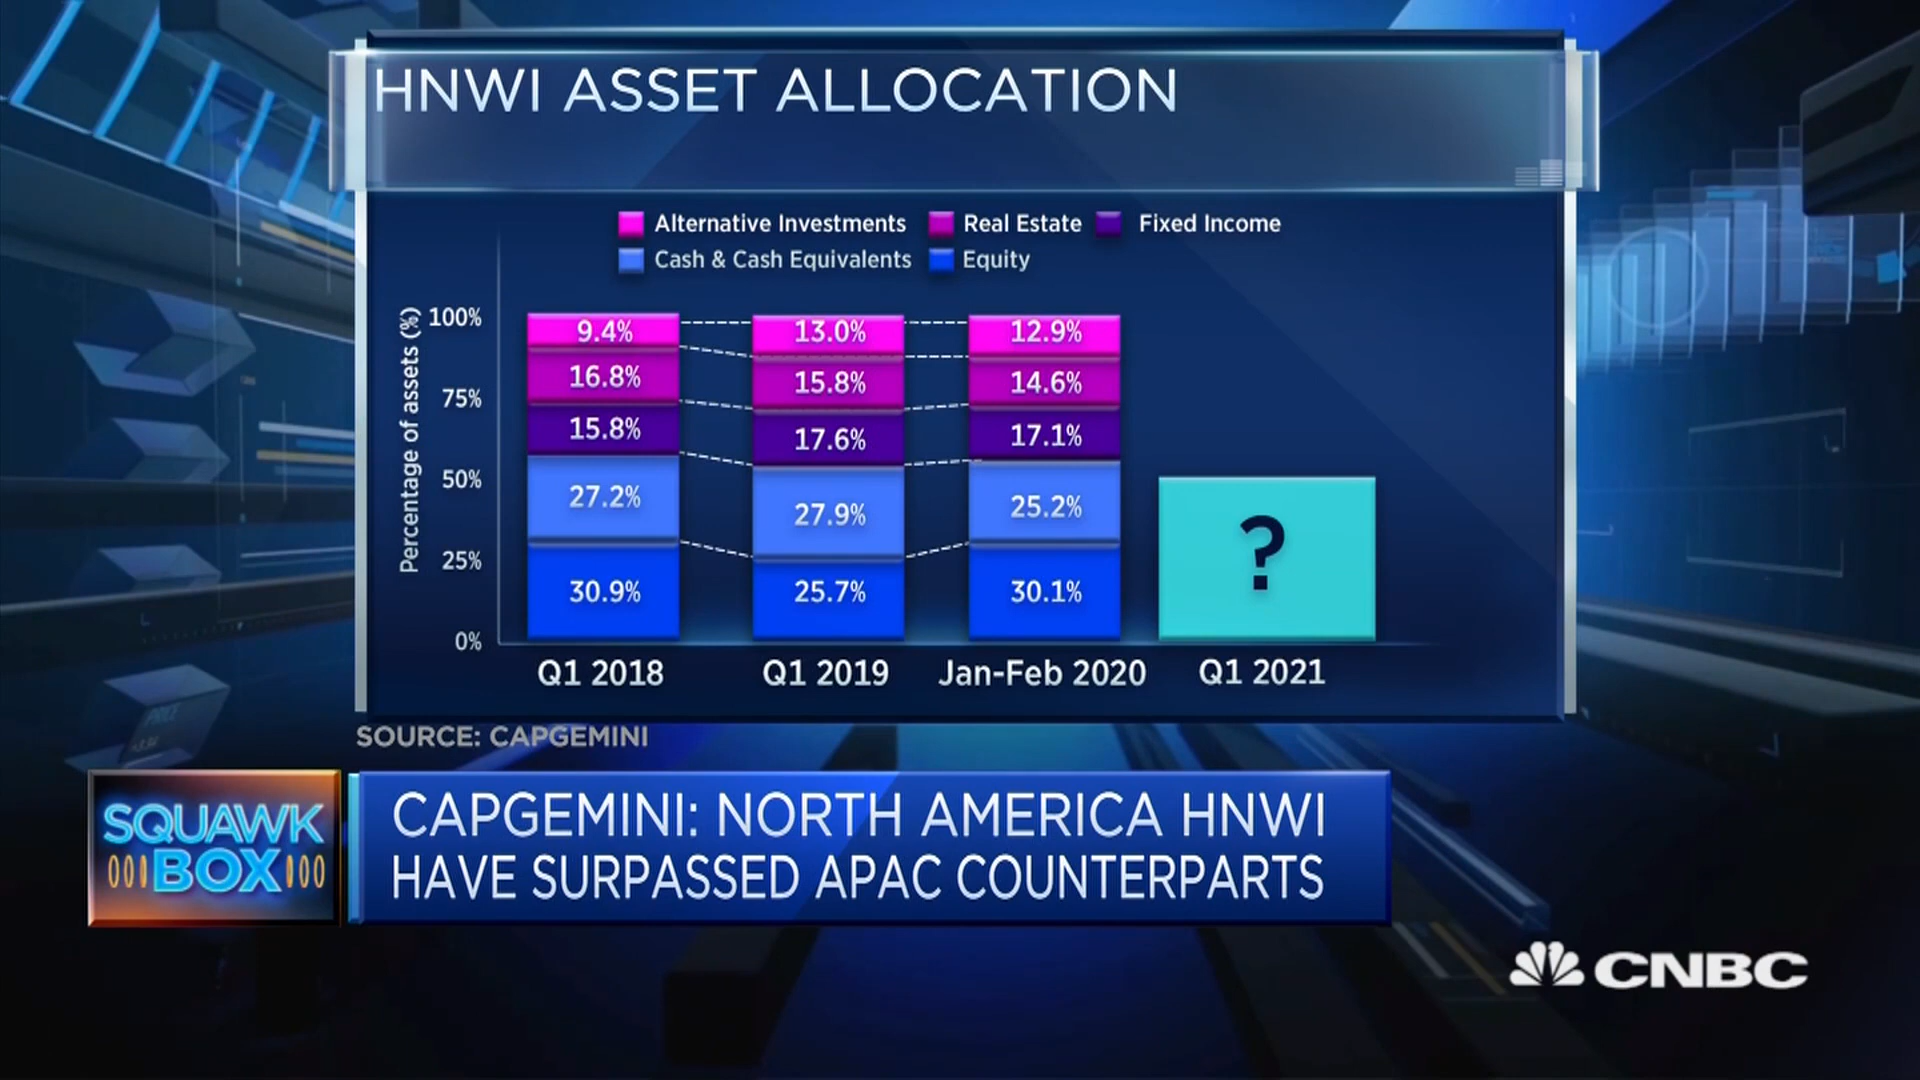 HNWI ASSET ALLOCATION
Alternative Investments Real Estate Fixed Income
Cash & Cash Equivalents Equity
Percentage of assets (%)
100%
75%
50%
25%
0%
9.4% 13.0% 12.9%
16.8% 15.8% 14.6%
15.8% 17.6% 17.1%
27.2% 27.9% 25.2%
30.9% 25.7% 30.1%
?
Q1 2018 Q1 2019 Jan-Feb 2020 Q1 2021
SOURCE: CAPGEMINI
SQUAWK
BOX
CAPGEMINI: NORTH AMERICA HNWI
HAVE SURPASSED APAC COUNTERPARTS
CNBC